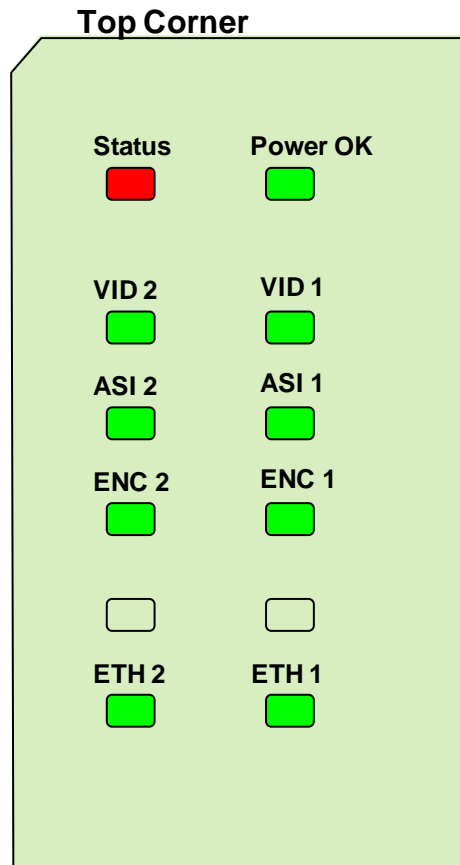 Top Corner
Status Power OK
VID 2 VID 1
ASI 2 ASI 1
ENC 2 ENC 1
ETH 2 ETH 1